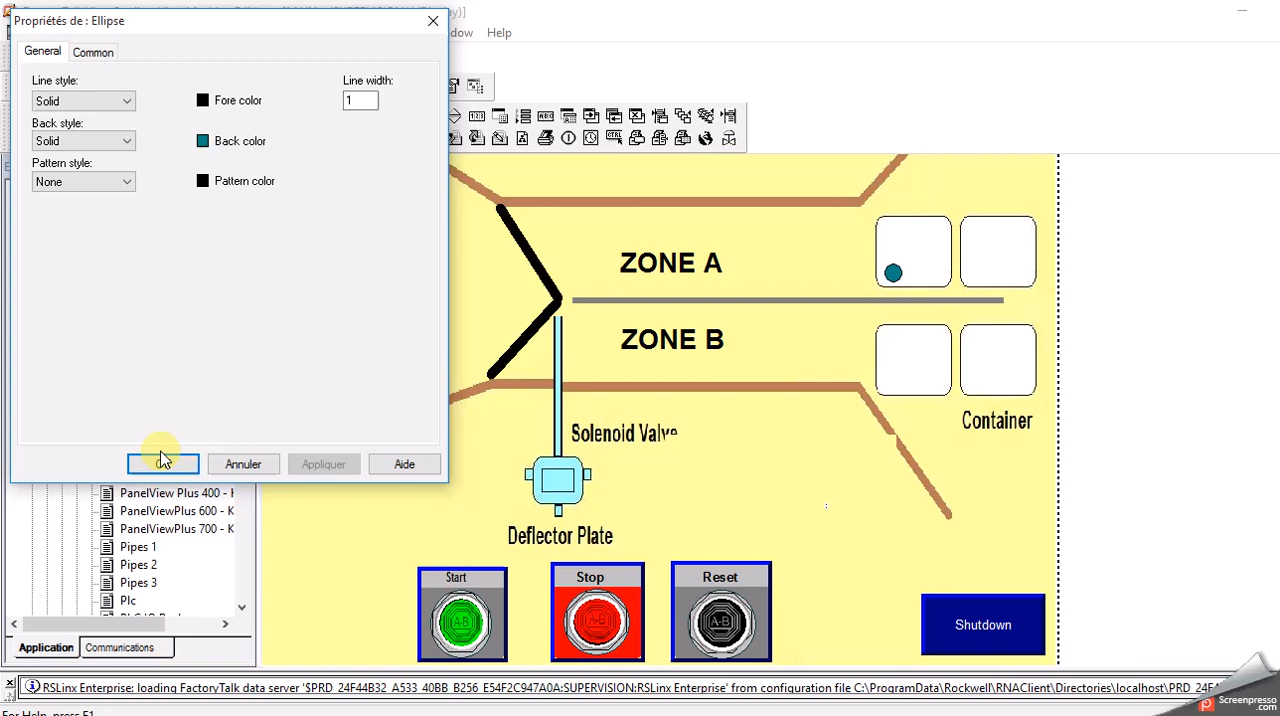 Propriétés de : Ellipse
ay)]
General
Common
dow
Help
Line style:
Solid
Fore color
Line width:
1
Back style:
Solid
Back color
Pattern style:
None
Pattern color
Annuler
Appliquer
Aide
ZONE A
ZONE B
Container
Solenoid Valve
Deflector Plate
Start
A-B
Stop
A-B
Reset
A-B
Shutdown
PanelView Plus 400 - K
PanelViewPlus 600 - K
PanelViewPlus 700 - K
Pipes 1
Pipes 2
Pipes 3
Plc
Application
Communications
RSLinx Enterprise: loading FactoryTalk data server '$PRD_24F44B32_A533_40BB_B256_E54F2C947A0A:SUPERVISION:RSLinx Enterprise' from configuration file C:\ProgramData\Rockwell\RNAClient\Directories\localhost\PRD_24F
For Help, press F1
Screenpresso
.com